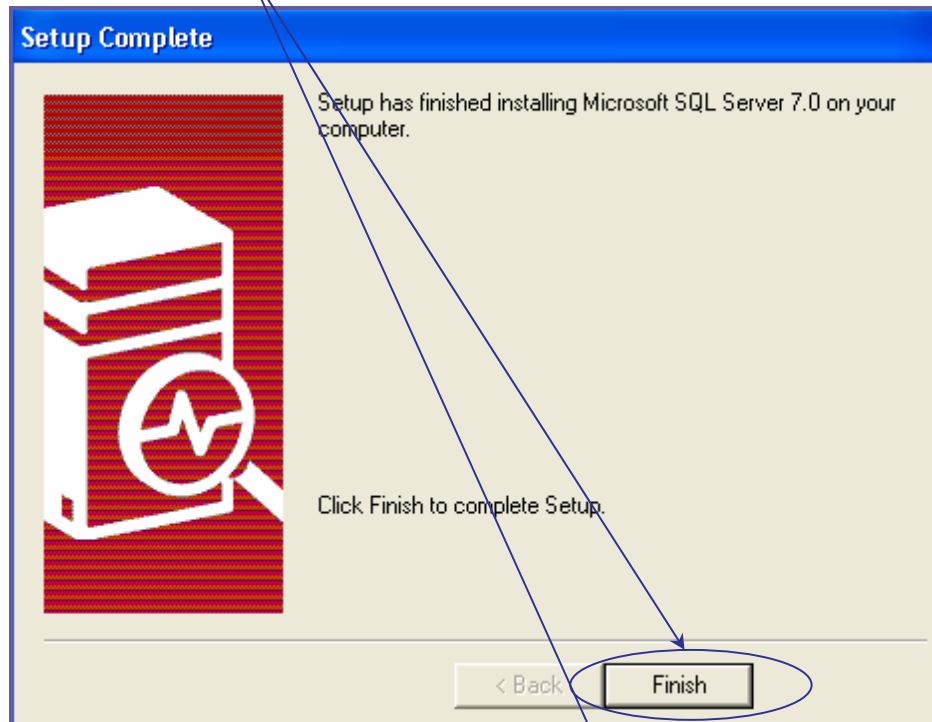 Setup Complete
Setup has finished installing Microsoft SQL Server 7.0 on your
computer.
Click Finish to complete Setup.
< Back
Finish